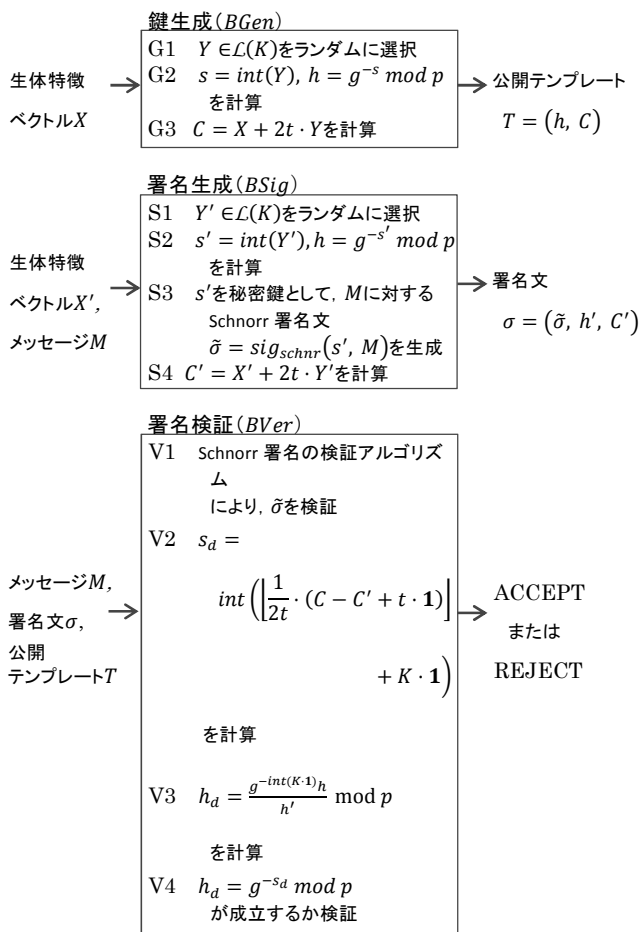 鍵生成(BGen)
生体特徴
ベクトルX
G1 Y ∈ ℒ(K)をランダムに選択
G2 s = int(Y), h = g^{-s} mod p
を計算
G3 C = X + 2t · Yを計算
公開テンプレート
T = (h, C)
署名生成(BSig)
生体特徴
ベクトルX′,
メッセージM
S1 Y′ ∈ ℒ(K)をランダムに選択
S2 s′ = int(Y′), h = g^{-s′} mod p
を計算
S3 s′を秘密鍵として, Mに対する
Schnorr 署名文
σ̃ = sig_{schnr}(s′, M)を生成
S4 C′ = X′ + 2t · Y′を計算
署名文
σ = (σ̃, h′, C′)
署名検証(BVer)
メッセージM,
署名文σ,
公開
テンプレートT
V1 Schnorr 署名の検証アルゴリズ
ム
により, σ̃を検証
V2 s_d =
int(⌊1/2t · (C − C′ + t · 𝟏)⌋
+ K · 𝟏)
を計算
V3 h_d = g^{-int(K·𝟏)}h/h′ mod p
を計算
V4 h_d = g^{-s_d} mod p
が成立するか検証
ACCEPT
または
REJECT